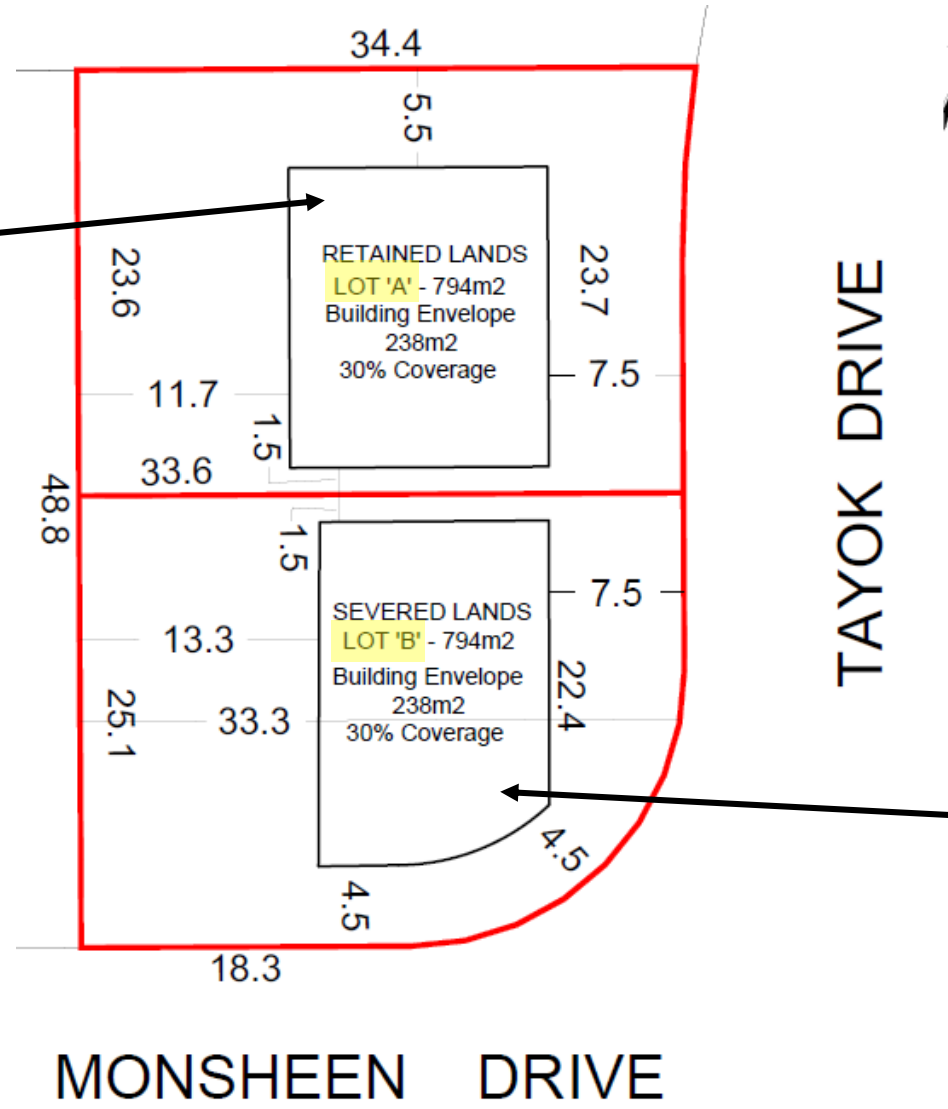 34.4
5.5
RETAINED LANDS
LOT 'A' - 794m2
Building Envelope
238m2
30% Coverage
23.6
23.7
7.5
11.7
1.5
33.6
48.8
1.5
7.5
SEVERED LANDS
LOT 'B' - 794m2
Building Envelope
238m2
30% Coverage
13.3
22.4
25.1
33.3
4.5
4.5
18.3
TAYOK DRIVE
MONSHEEN DRIVE